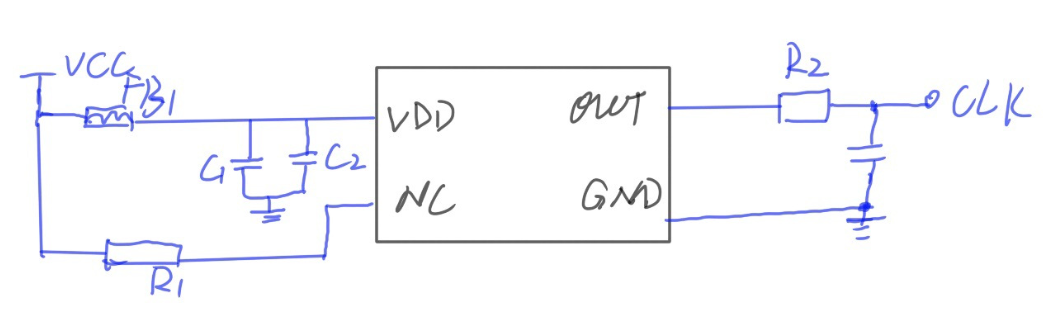 VCC
FB1
R2
VDD
OUT
CLK
C1
C2
NC
GND
R1